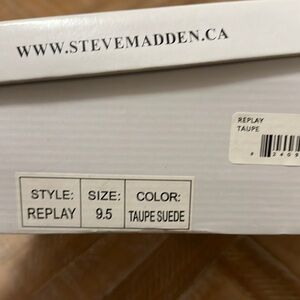 WWW.STEVEMADDEN.CA
REPLAY
TAUPE
STYLE: SIZE: COLOR:
REPLAY 9.5 TAUPE SUEDE